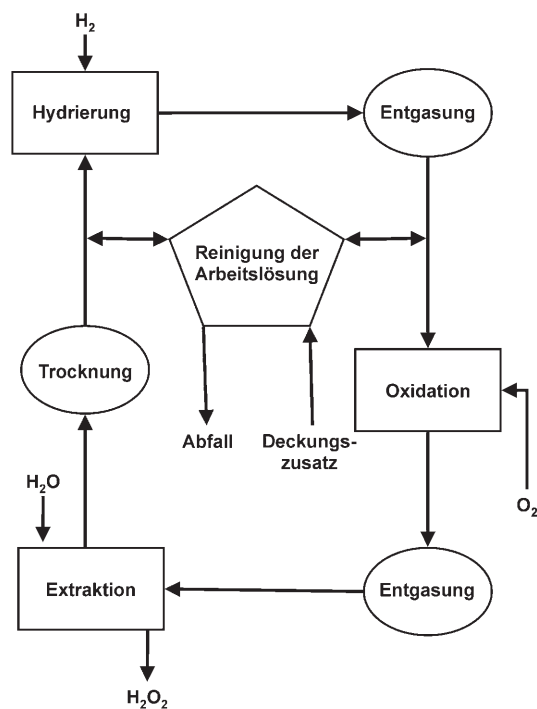 H₂
Hydrierung
Entgasung
Reinigung der
Arbeitslösung
Trocknung
Oxidation
Abfall
Deckungs-
zusatz
H₂O
O₂
Extraktion
Entgasung
H₂O₂